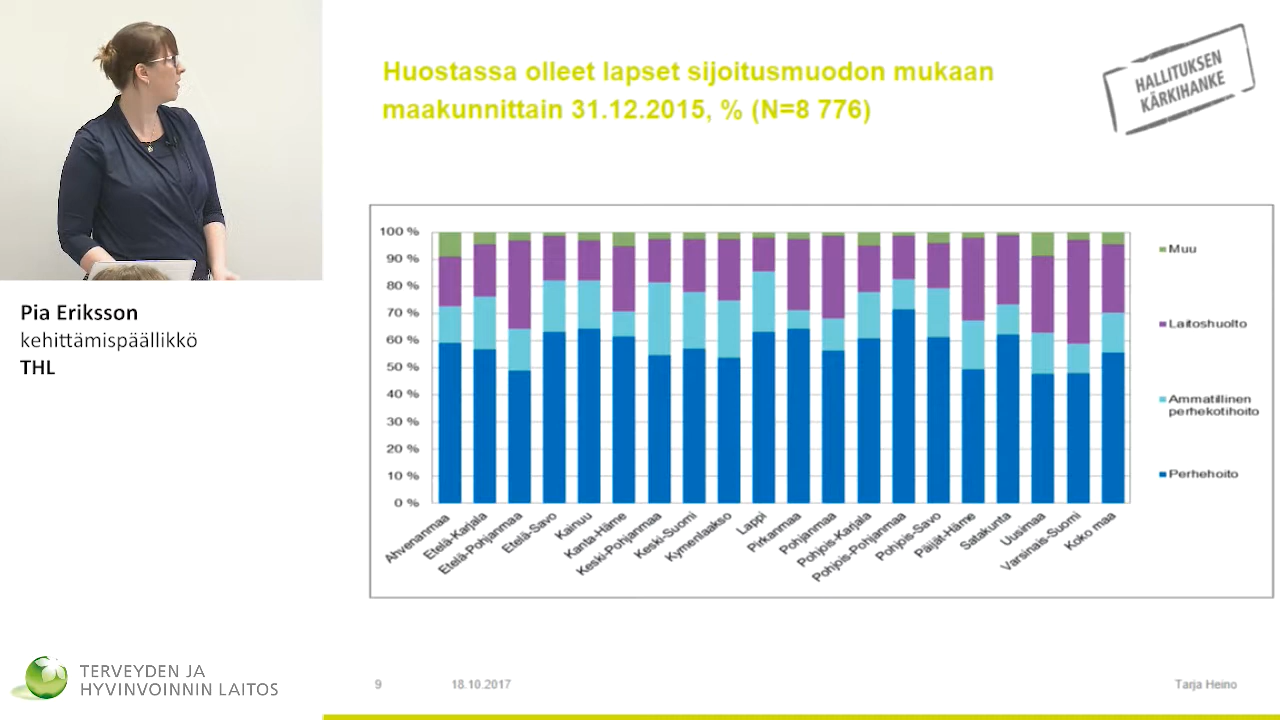 Huostassa olleet lapset sijoitusmuodon mukaan
maakunnittain 31.12.2015, % (N=8 776)
HALLITUKSEN
KÄRKIHANKE
Pia Eriksson
kehittämispäällikkö
THL
100 %
90 %
80 %
70 %
60 %
50 %
40 %
30 %
20 %
10 %
0 %
Ahvenanmaa
Etelä-Karjala
Etelä-Pohjanmaa
Etelä-Savo
Kainuu
Kanta-Häme
Keski-Pohjanmaa
Keski-Suomi
Kymenlaakso
Lappi
Pirkanmaa
Pohjanmaa
Pohjois-Karjala
Pohjois-Pohjanmaa
Pohjois-Savo
Päijät-Häme
Satakunta
Uusimaa
Varsinais-Suomi
Koko maa
Muu
Laitoshuolto
Ammatillinen
perhekotihoito
Perhehoito
TERVEYDEN JA
HYVINVOINNIN LAITOS
9
18.10.2017
Tarja Heino